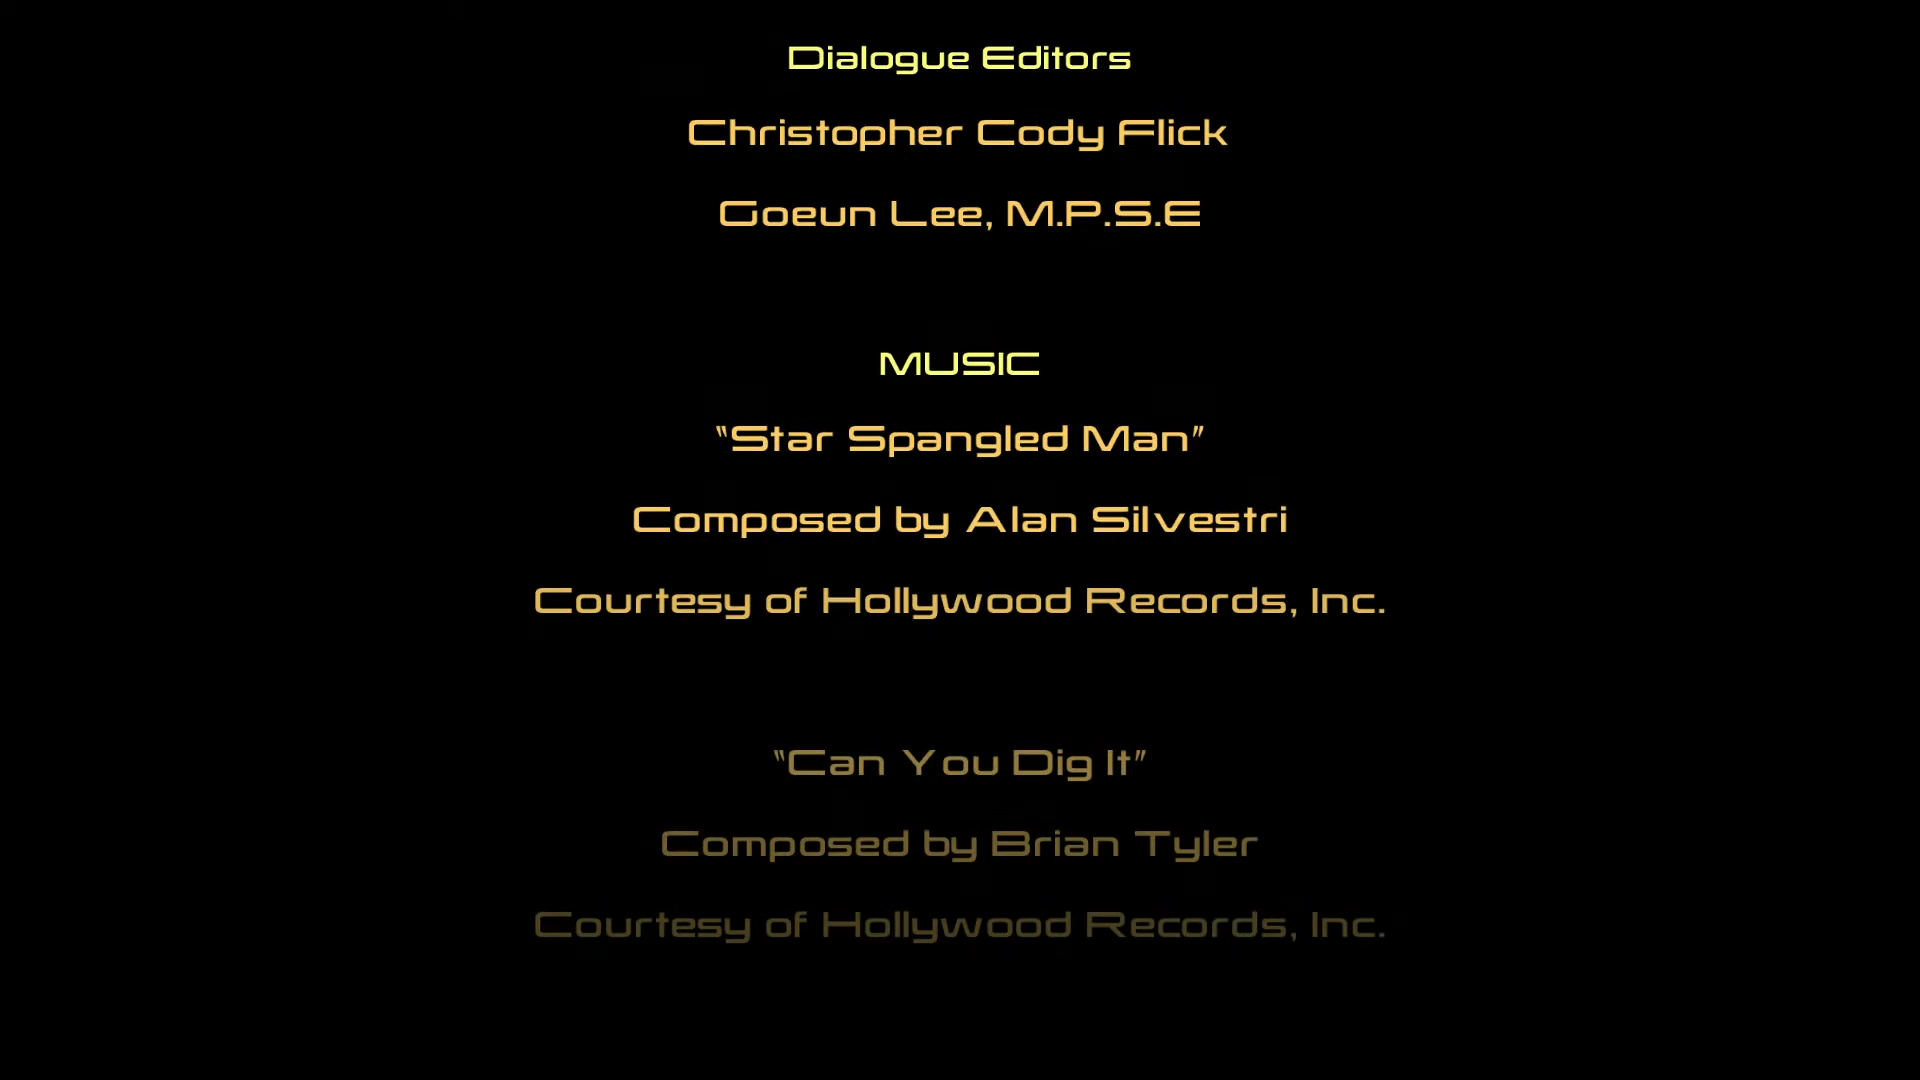 Dialogue Editors
Christopher Cody Flick
Goeun Lee, M.P.S.E
MUSIC
“Star Spangled Man”
Composed by Alan Silvestri
Courtesy of Hollywood Records, Inc.
“Can You Dig It”
Composed by Brian Tyler
Courtesy of Hollywood Records, Inc.